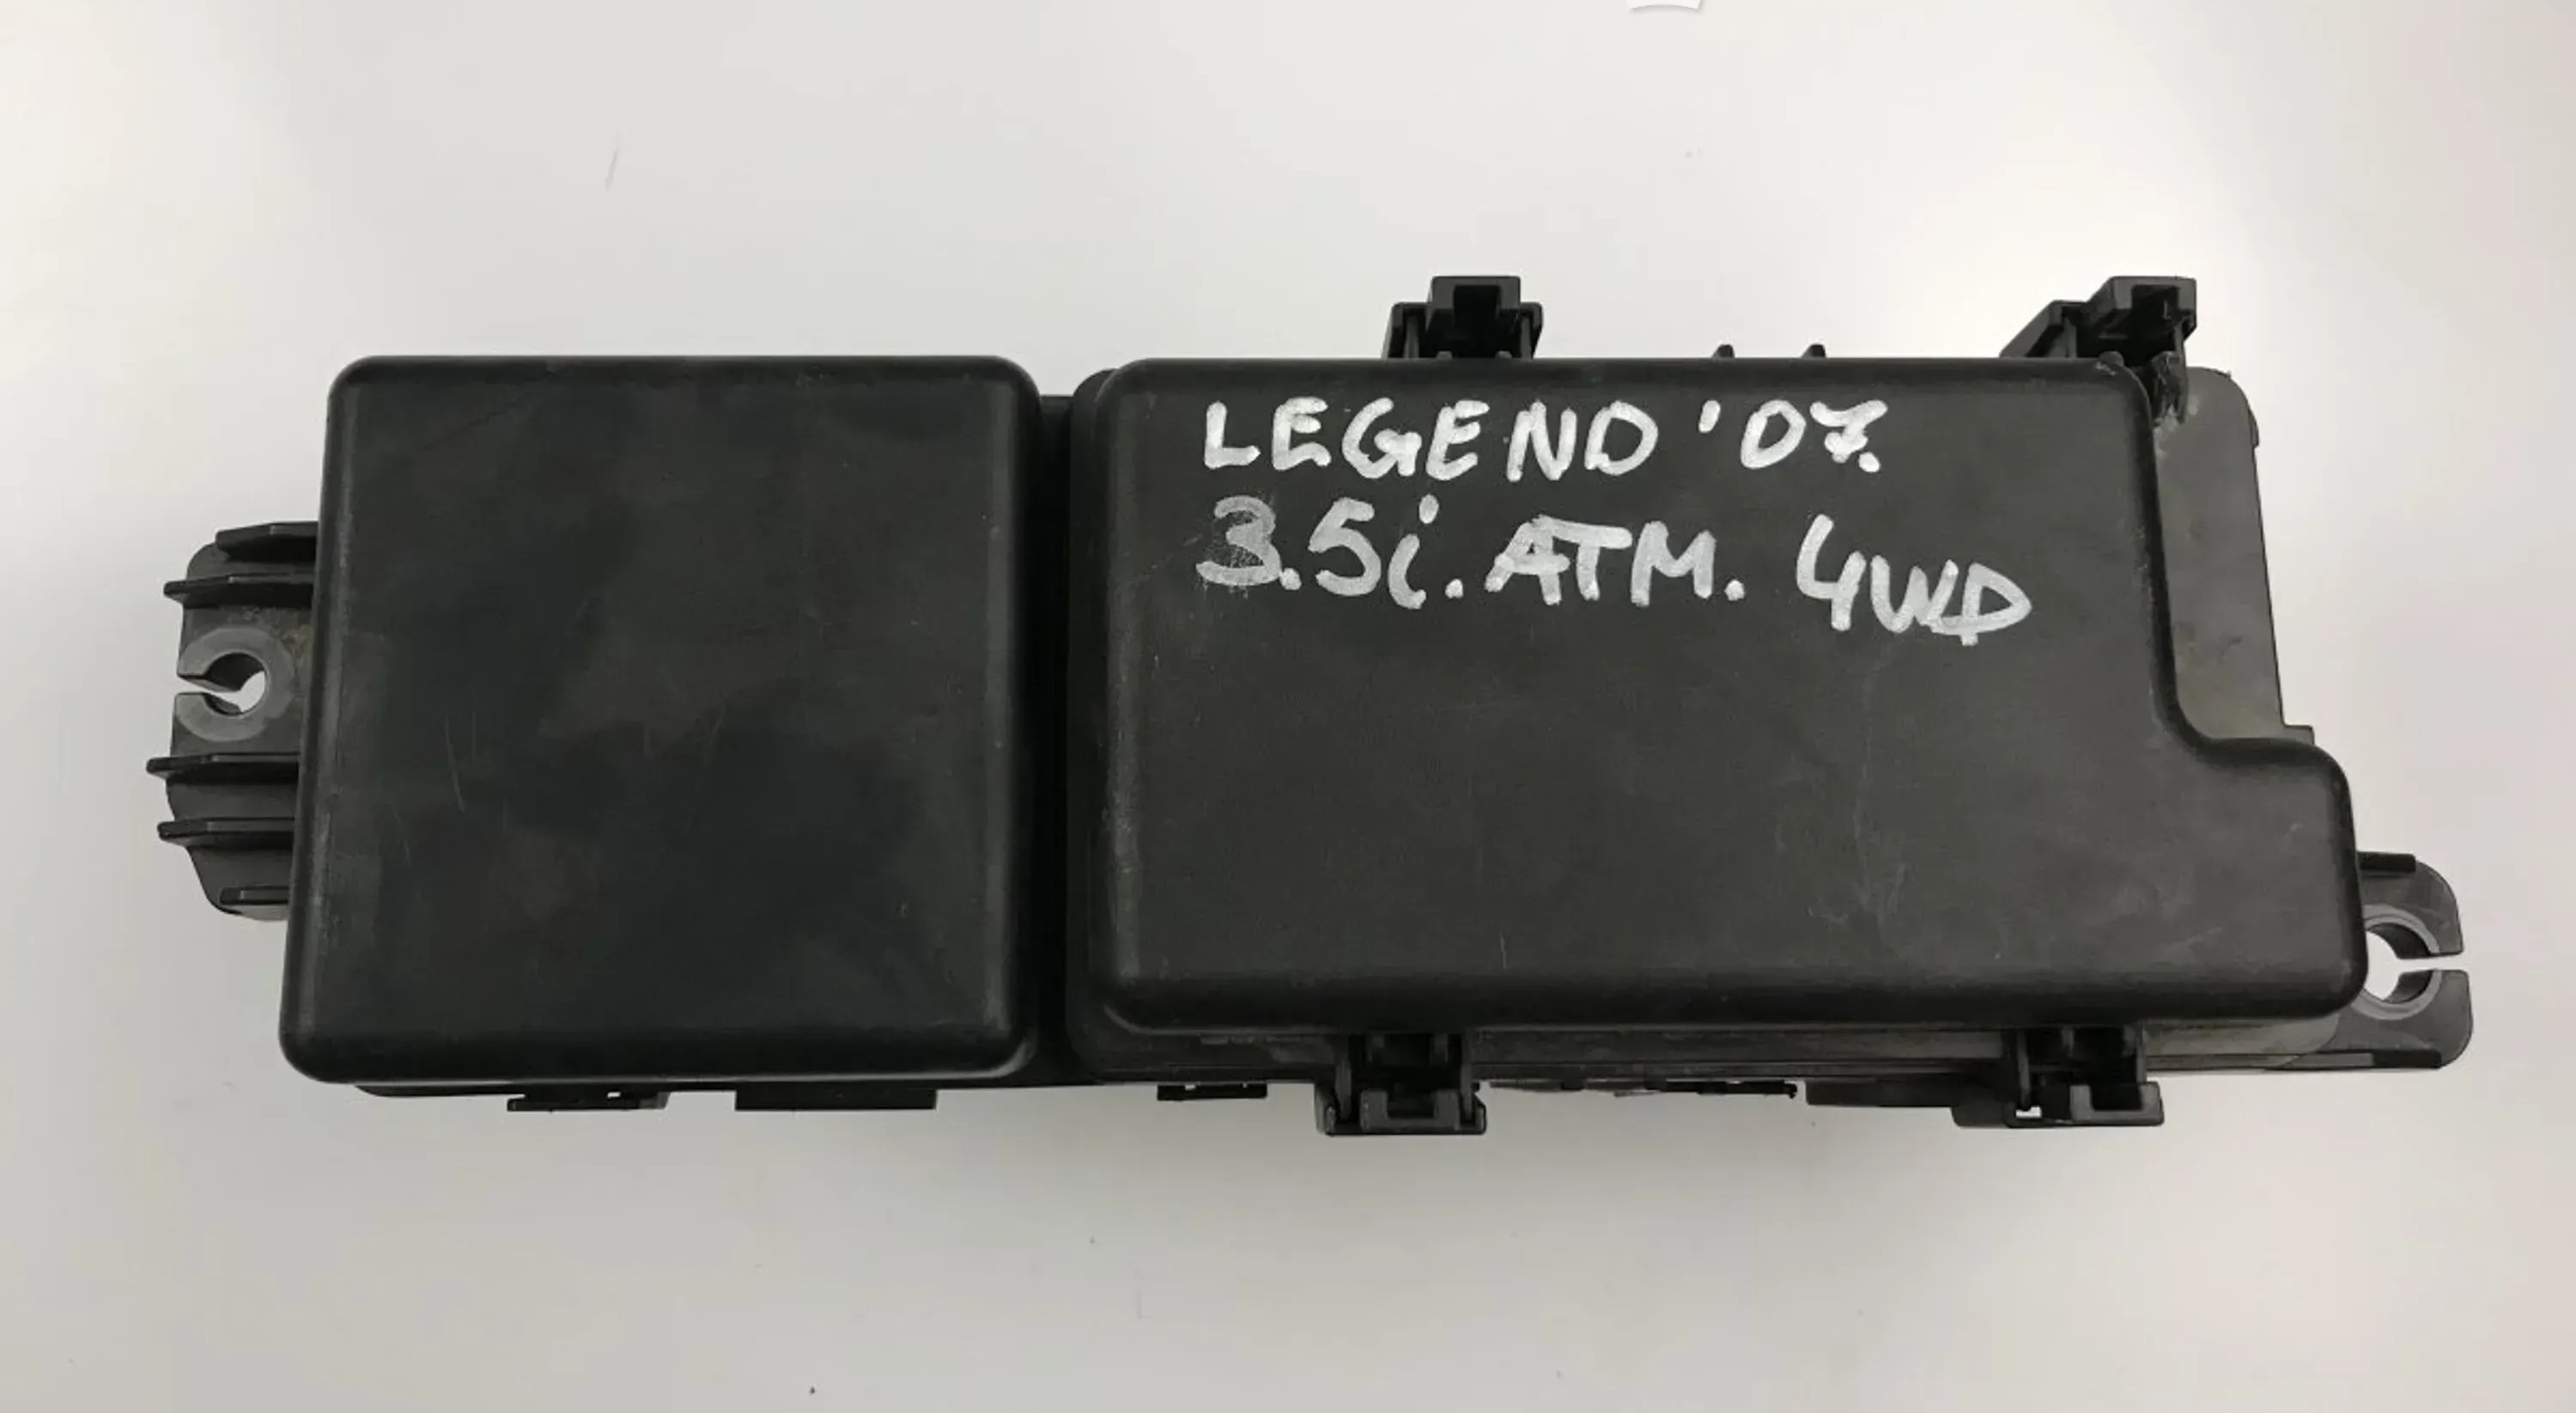 LEGEND '07.
3.5i. ATM. 4WD